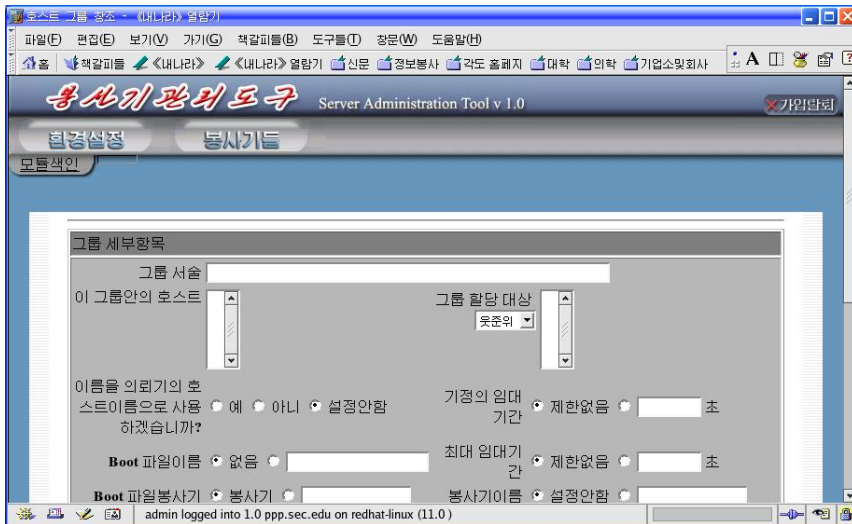 호스트 그룹 창조 - 《내나라》 열람기
파일(F) 편집(E) 보기(V) 가기(G) 책갈피들(B) 도구들(T) 창문(W) 도움말(H)
홈 책갈피들 《내나라》 《내나라》 열람기 신문 정보봉사 각도 홈페지 대학 의학 기업소및회사
봉사기관리도구 Server Administration Tool v 1.0 가입탈퇴
환경설정 봉사기들
모듈색인
그룹 세부항목
그룹 서술
이 그룹안의 호스트 그룹 할당 대상
웃준위
이름을 의뢰기의 호
스트이름으로 사용 예 아니 설정안함
하겠습니까?
기정의 임대
기간 제한없음 초
Boot 파일이름 없음
최대 임대기
간 제한없음 초
Boot 파일봉사기 봉사기 봉사기이름 설정안함
admin logged into 1.0 ppp.sec.edu on redhat-linux (11.0 )